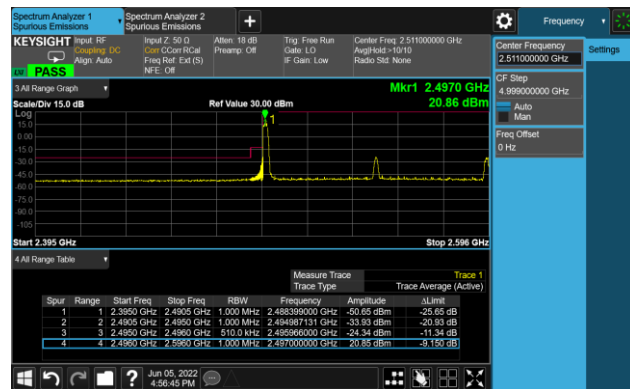 Spectrum Analyzer 1
Spurious Emissions
Spectrum Analyzer 2
Spurious Emissions
Frequency
KEYSIGHT
Input: RF
Coupling: DC
Align: Auto
Input Z: 50 Ω
Corr CCorr RCal
Freq Ref: Ext (S)
NFE: Off
Atten: 18 dB
Preamp: Off
Trig: Free Run
Gate: LO
IF Gain: Low
Center Freq: 2.511000000 GHz
Avg|Hold:>10/10
Radio Std: None
PASS
Center Frequency
2.511000000 GHz
Settings
CF Step
4.999000000 GHz
Auto
Man
Freq Offset
0 Hz
3 All Range Graph
Mkr1 2.4970 GHz
Scale/Div 15.0 dB
Ref Value 30.00 dBm
20.86 dBm
Log
15.0
0.00
-15.0
-30.0
-45.0
-60.0
-75.0
-90.0
-105
1
Start 2.395 GHz
Stop 2.596 GHz
4 All Range Table
Measure Trace Trace 1
Trace Type Trace Average (Active)
Spur Range Start Freq Stop Freq RBW Frequency Amplitude ΔLimit
1 1 2.3950 GHz 2.4905 GHz 1.000 MHz 2.488399000 GHz -50.65 dBm -25.65 dB
2 2 2.4905 GHz 2.4950 GHz 1.000 MHz 2.494987131 GHz -33.93 dBm -20.93 dB
3 3 2.4950 GHz 2.4960 GHz 510.0 kHz 2.495966000 GHz -24.34 dBm -11.34 dB
4 4 2.4960 GHz 2.5960 GHz 1.000 MHz 2.497000000 GHz 20.85 dBm -9.150 dB
?
Jun 05, 2022
4:56:45 PM